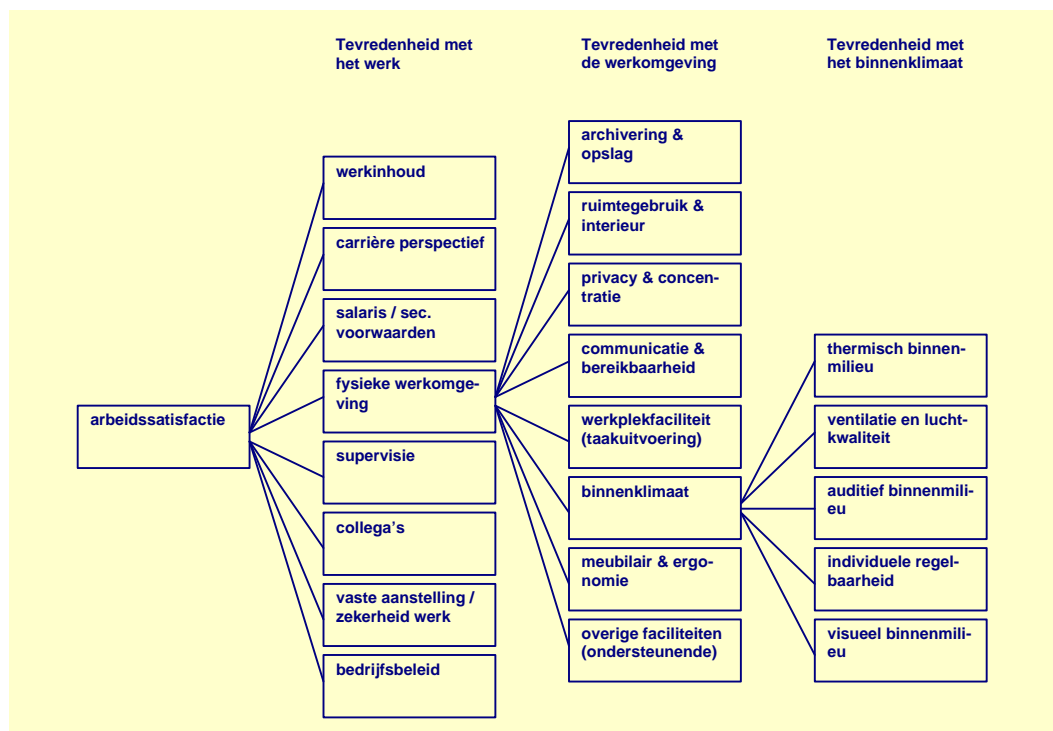 Tevredenheid met
het werk
Tevredenheid met
de werkomgeving
Tevredenheid met
het binnenklimaat
arbeidssatisfactie
werkinhoud
carrière perspectief
salaris / sec.
voorwaarden
fysieke werkomge-
ving
supervisie
collega's
vaste aanstelling /
zekerheid werk
bedrijfsbeleid
archivering &
opslag
ruimtegebruik &
interieur
privacy & concen-
tratie
communicatie &
bereikbaarheid
werkplekfaciliteit
(taakuitvoering)
binnenklimaat
meubilair & ergo-
nomie
overige faciliteiten
(ondersteunende)
thermisch binnen-
milieu
ventilatie en lucht-
kwaliteit
auditief binnenmili-
eu
individuele regel-
baarheid
visueel binnenmili-
eu